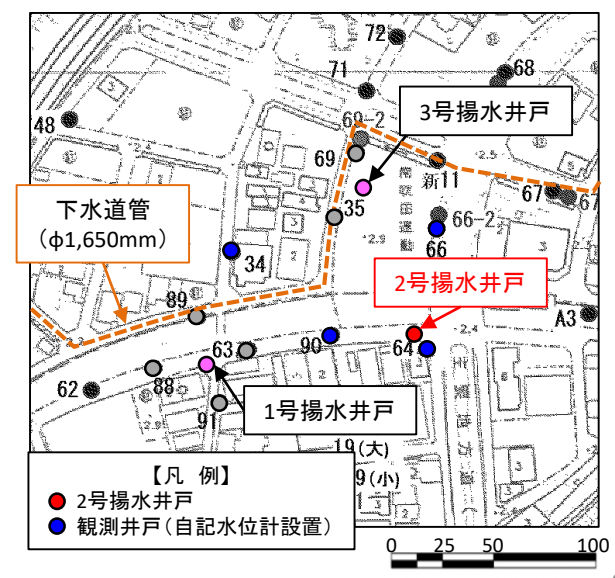 72
68
71
48
69-2
3号揚水井戸
69
新11
67
67
下水道管
(φ1,650mm)
35
66-2
66
34
2号揚水井戸
89
A3
90
64
63
62
88
91
1号揚水井戸
19(大)
9(小)
【凡 例】
2号揚水井戸
観測井戸(自記水位計設置)
0 25 50 100